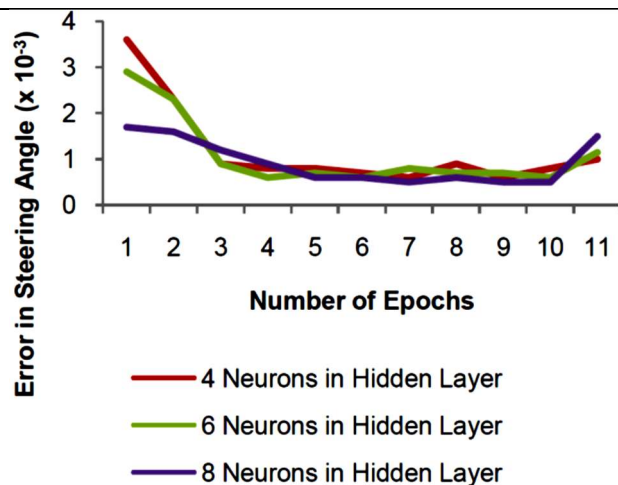 Error in Steering Angle (x 10⁻³)
4
3
2
1
0
1 2 3 4 5 6 7 8 9 10 11
Number of Epochs
4 Neurons in Hidden Layer
6 Neurons in Hidden Layer
8 Neurons in Hidden Layer